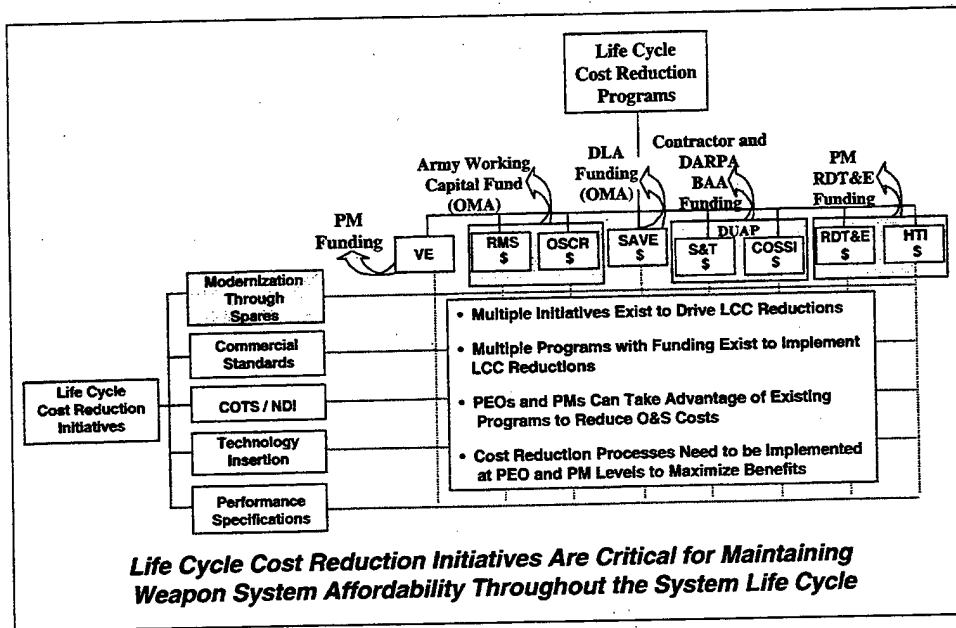 Life Cycle
Cost Reduction
Programs
Army Working
Capital Fund
(OMA)
DLA
Funding
(OMA)
Contractor and
DARPA
BAA
Funding
PM
RDT&E
Funding
PM
Funding
VE
RMS
$
OSCR
$
SAVE
$
DUAP
S&T
$
COSSI
$
RDT&E
$
HTI
$
Life Cycle
Cost Reduction
Initiatives
Modernization
Through
Spares
Commercial
Standards
COTS / NDI
Technology
Insertion
Performance
Specifications
• Multiple Initiatives Exist to Drive LCC Reductions
• Multiple Programs with Funding Exist to Implement
LCC Reductions
• PEOs and PMs Can Take Advantage of Existing
Programs to Reduce O&S Costs
• Cost Reduction Processes Need to be Implemented
at PEO and PM Levels to Maximize Benefits
Life Cycle Cost Reduction Initiatives Are Critical for Maintaining
Weapon System Affordability Throughout the System Life Cycle